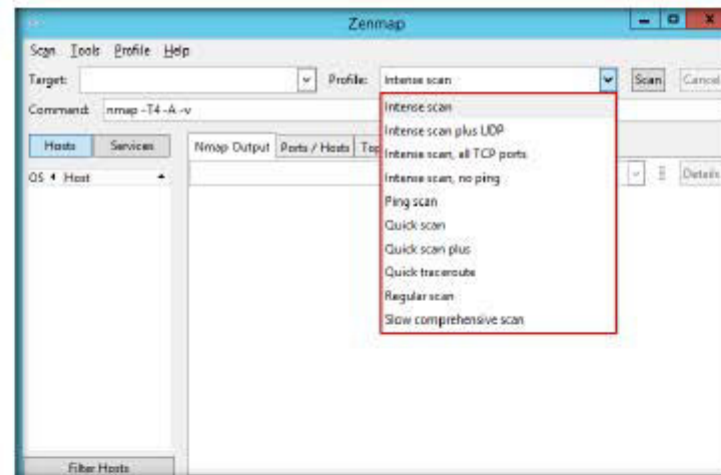 Zenmap
Scan Tools Profile Help
Target: Profile: Intense scan Scan Cancel
Command: nmap -T4 -A -v
Intense scan
Intense scan plus UDP
Intense scan, all TCP ports
Intense scan, no ping
Ping scan
Quick scan
Quick scan plus
Quick traceroute
Regular scan
Slow comprehensive scan
Hosts Services Nmap Output Ports / Hosts Top
OS Host Details
Filter Hosts